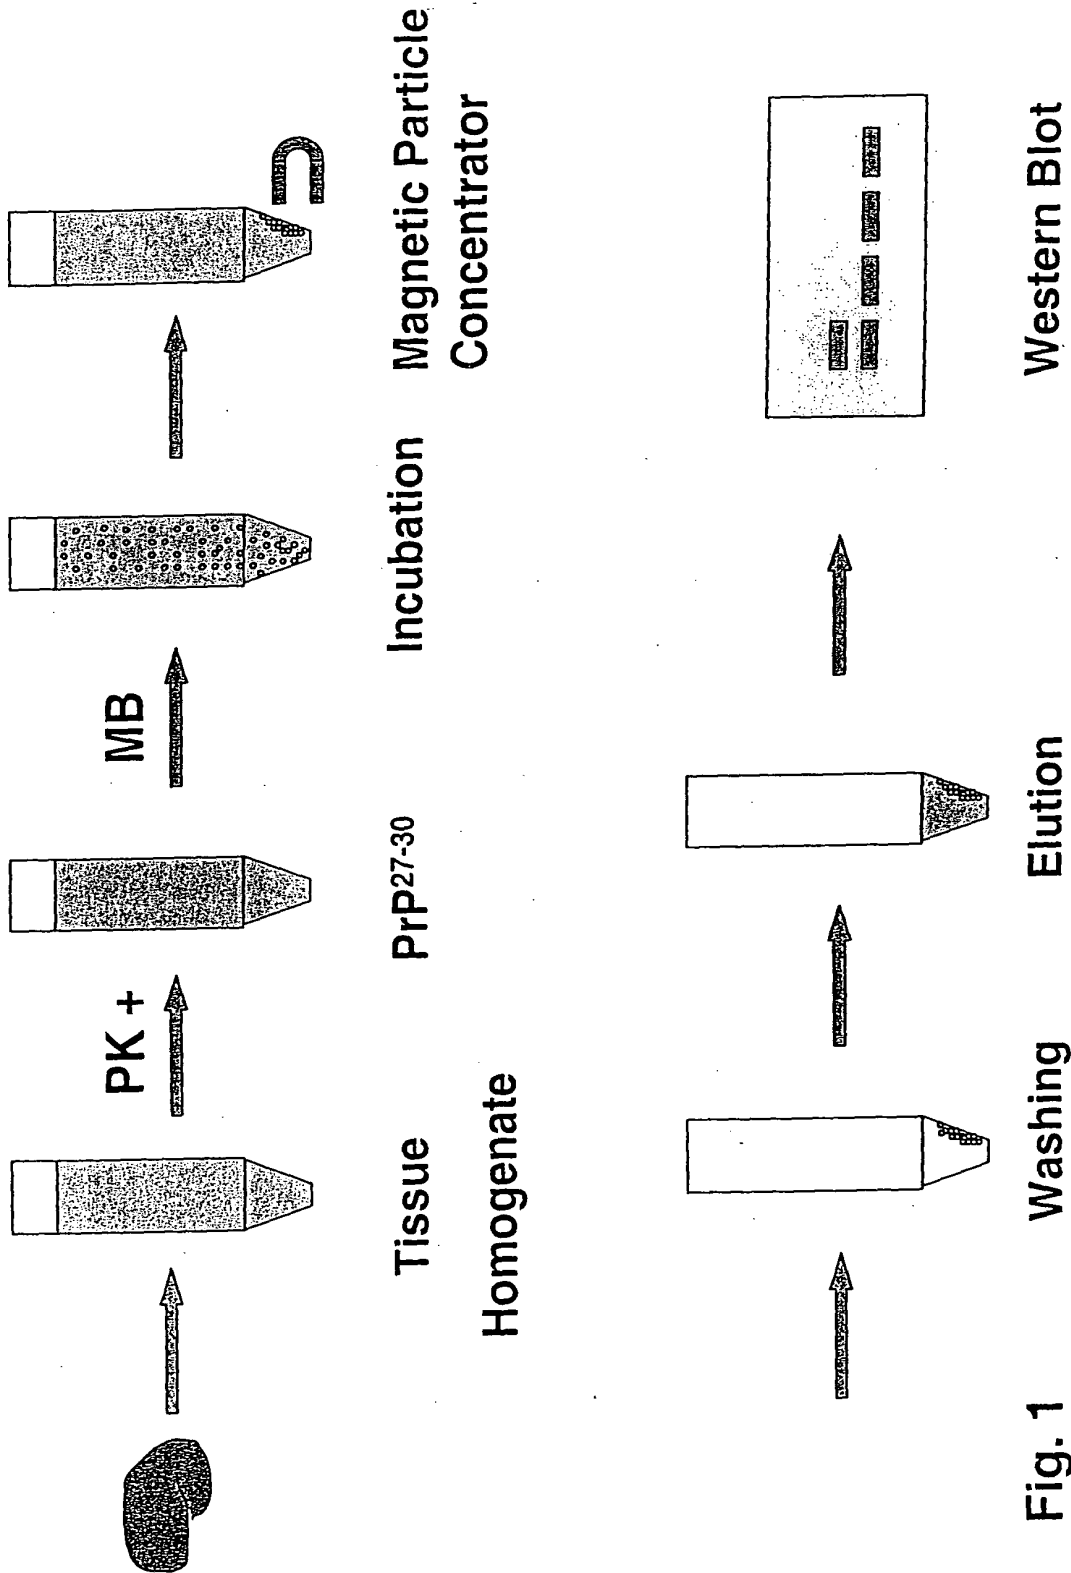 PK +
MB
Tissue
Homogenate
PrP27-30
Incubation
Magnetic Particle
Concentrator
Washing
Elution
Western Blot
Fig. 1